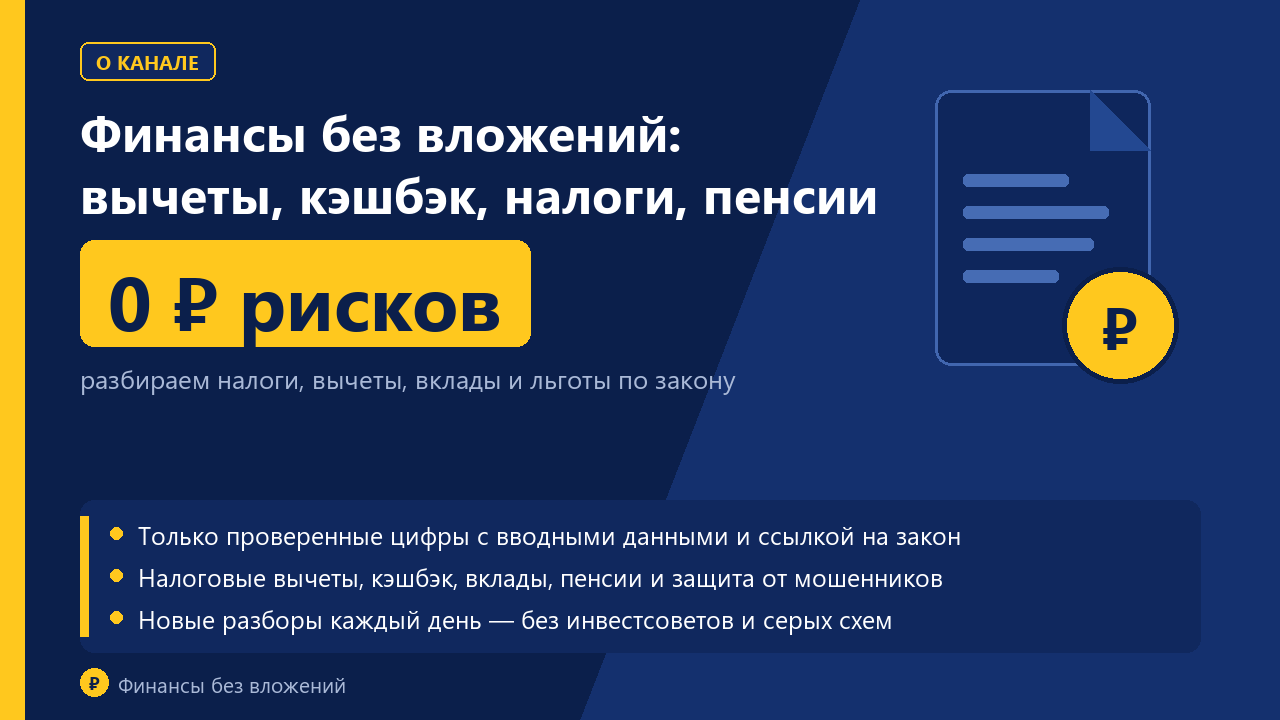 О КАНАЛЕ
Финансы без вложений:
вычеты, кэшбэк, налоги, пенсии
0 ₽ рисков
разбираем налоги, вычеты, вклады и льготы по закону
₽
Только проверенные цифры с вводными данными и ссылкой на закон
Налоговые вычеты, кэшбэк, вклады, пенсии и защита от мошенников
Новые разборы каждый день — без инвестсоветов и серых схем
₽ Финансы без вложений